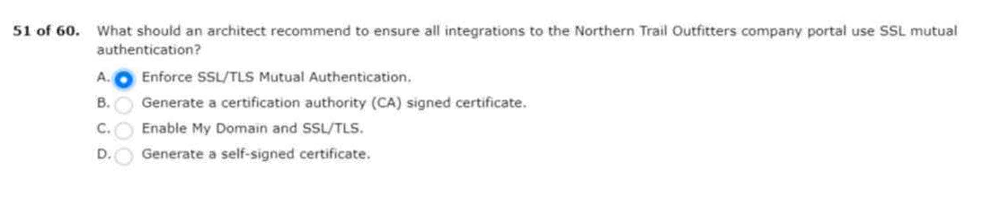 51 of 60. What should an architect recommend to ensure all integrations to the Northern Trail Outfitters company portal use SSL mutual
authentication?
A. Enforce SSL/TLS Mutual Authentication.
B. Generate a certification authority (CA) signed certificate.
C. Enable My Domain and SSL/TLS.
D. Generate a self-signed certificate.